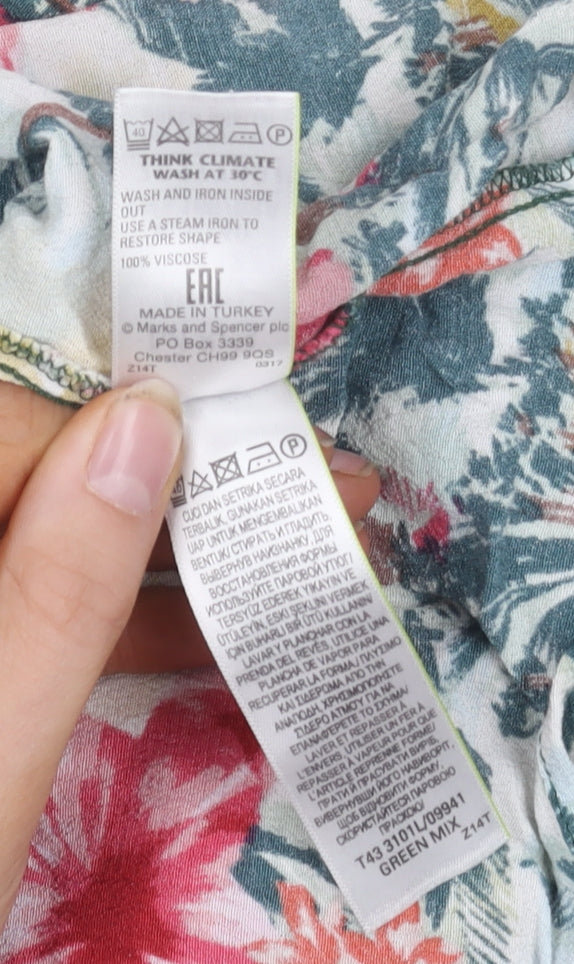 40 P
THINK CLIMATE
WASH AT 30°C
WASH AND IRON INSIDE
OUT
USE A STEAM IRON TO
RESTORE SHAPE
100% VISCOSE
EAC
MADE IN TURKEY
© Marks and Spencer plc
PO Box 3339
Chester CH99 9QS
Z14T 0317
40 P
CUCI DAN SETRIKA SECARA
TERBALIK. GUNAKAN SETRIKA
UAP UNTUK MENGEMBALIKAN
BENTUK! СТИРАТЬ И ГЛАДИТЬ,
ВЫВЕРНУВ НАИЗНАНКУ. ДЛЯ
ВОССТАНОВЛЕНИЯ ФОРМЫ
ИСПОЛЬЗУЙТЕ ПАРОВОЙ УТЮГ/
TERSYÜZ EDEREK YIKAYIN VE
ÜTÜLEYİN. ESKİ ŞEKLİNİ VERMEK
İÇİN BUHARLI BİR ÜTÜ KULLANIN/
LAVAR Y PLANCHAR CON LA
PRENDA DEL REVÉS. UTILICE UNA
PLANCHA DE VAPOR PARA
RECUPERAR LA FORMA/ ΠΛΥΣΙΜΟ
ΚΑΙ ΣΙΔΕΡΩΜΑ ΑΠΟ ΤΗΝ
ΑΝΑΠΟΔΗ. ΧΡΗΣΙΜΟΠΟΙΗΣΤΕ
ΣΙΔΕΡΟ ΑΤΜΟΥ ΓΙΑ ΝΑ
ΕΠΑΝΑΦΕΡΕΤΕ ΤΟ ΣΧΗΜΑ/
LAVER ET REPASSER À
L'ENVERS. UTILISER UN FER À
REPASSER À VAPEUR POUR QUE
L'ARTICLE REPRENNE FORME/
ПРАТИ Й ПРАСУВАТИ ВИРІБ,
ВИВЕРНУВШИ ЙОГО НАВИВОРІТ.
ЩОБ ВІДНОВИТИ ФОРМУ,
СКОРИСТАЙТЕСЯ ПАРОВОЮ
ПРАСКОЮ
T43 3101L/09941
GREEN MIX Z14T